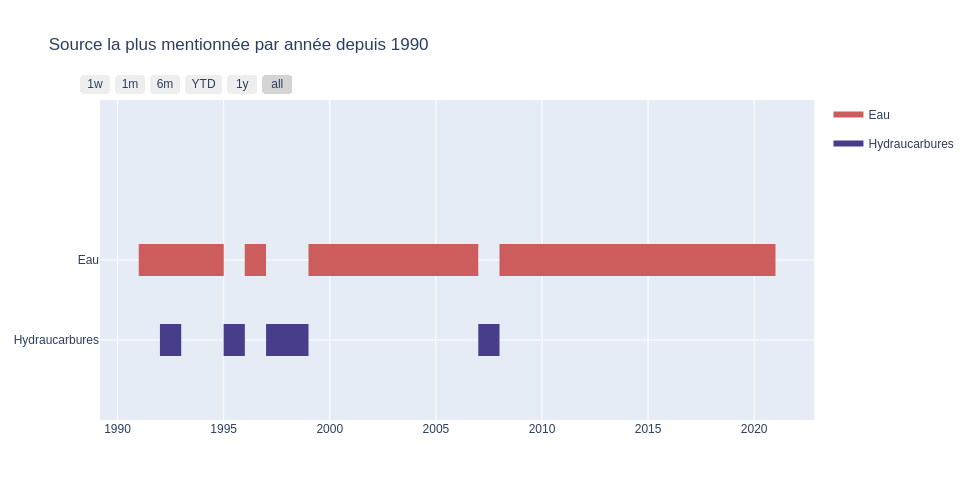 Source la plus mentionnée par année depuis 1990
1w 1m 6m YTD 1y all
Eau
Hydraucarbures
Eau
Hydraucarbures
1990 1995 2000 2005 2010 2015 2020